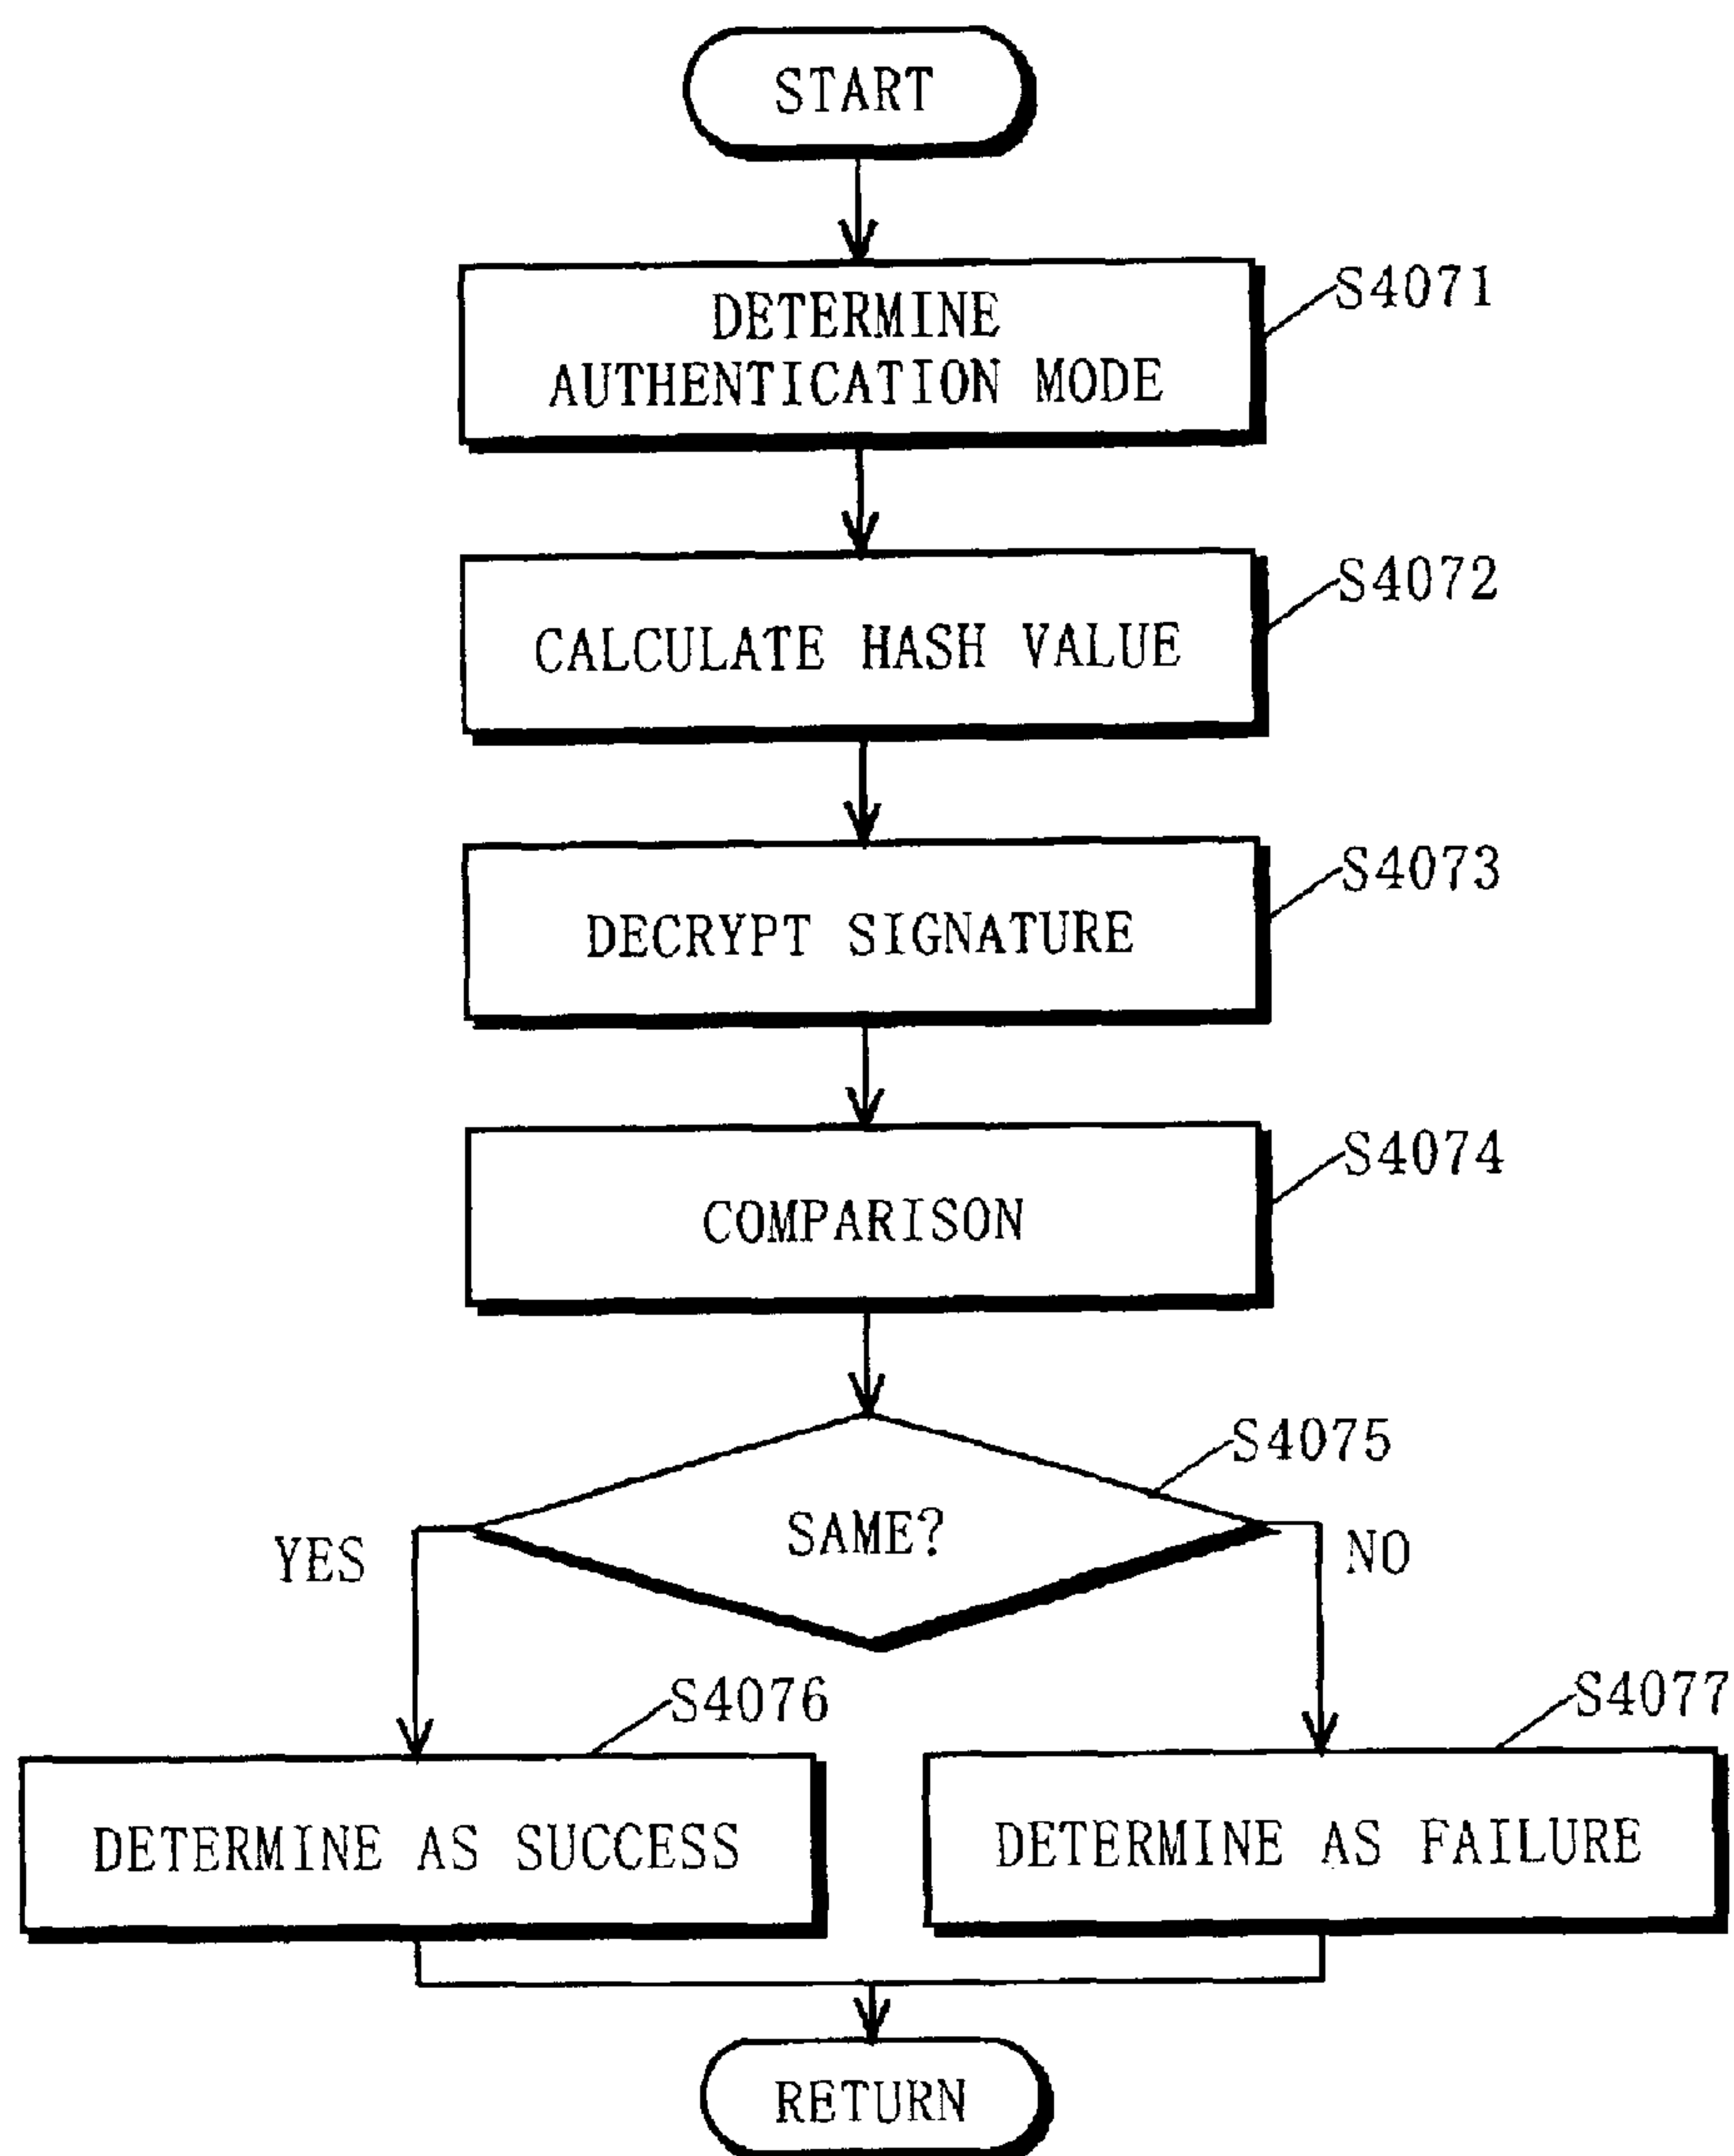 START
DETERMINE
AUTHENTICATION MODE
S4071
CALCULATE HASH VALUE
S4072
DECRYPT SIGNATURE
S4073
COMPARISON
S4074
SAME?
S4075
YES
NO
S4076
DETERMINE AS SUCCESS
S4077
DETERMINE AS FAILURE
RETURN